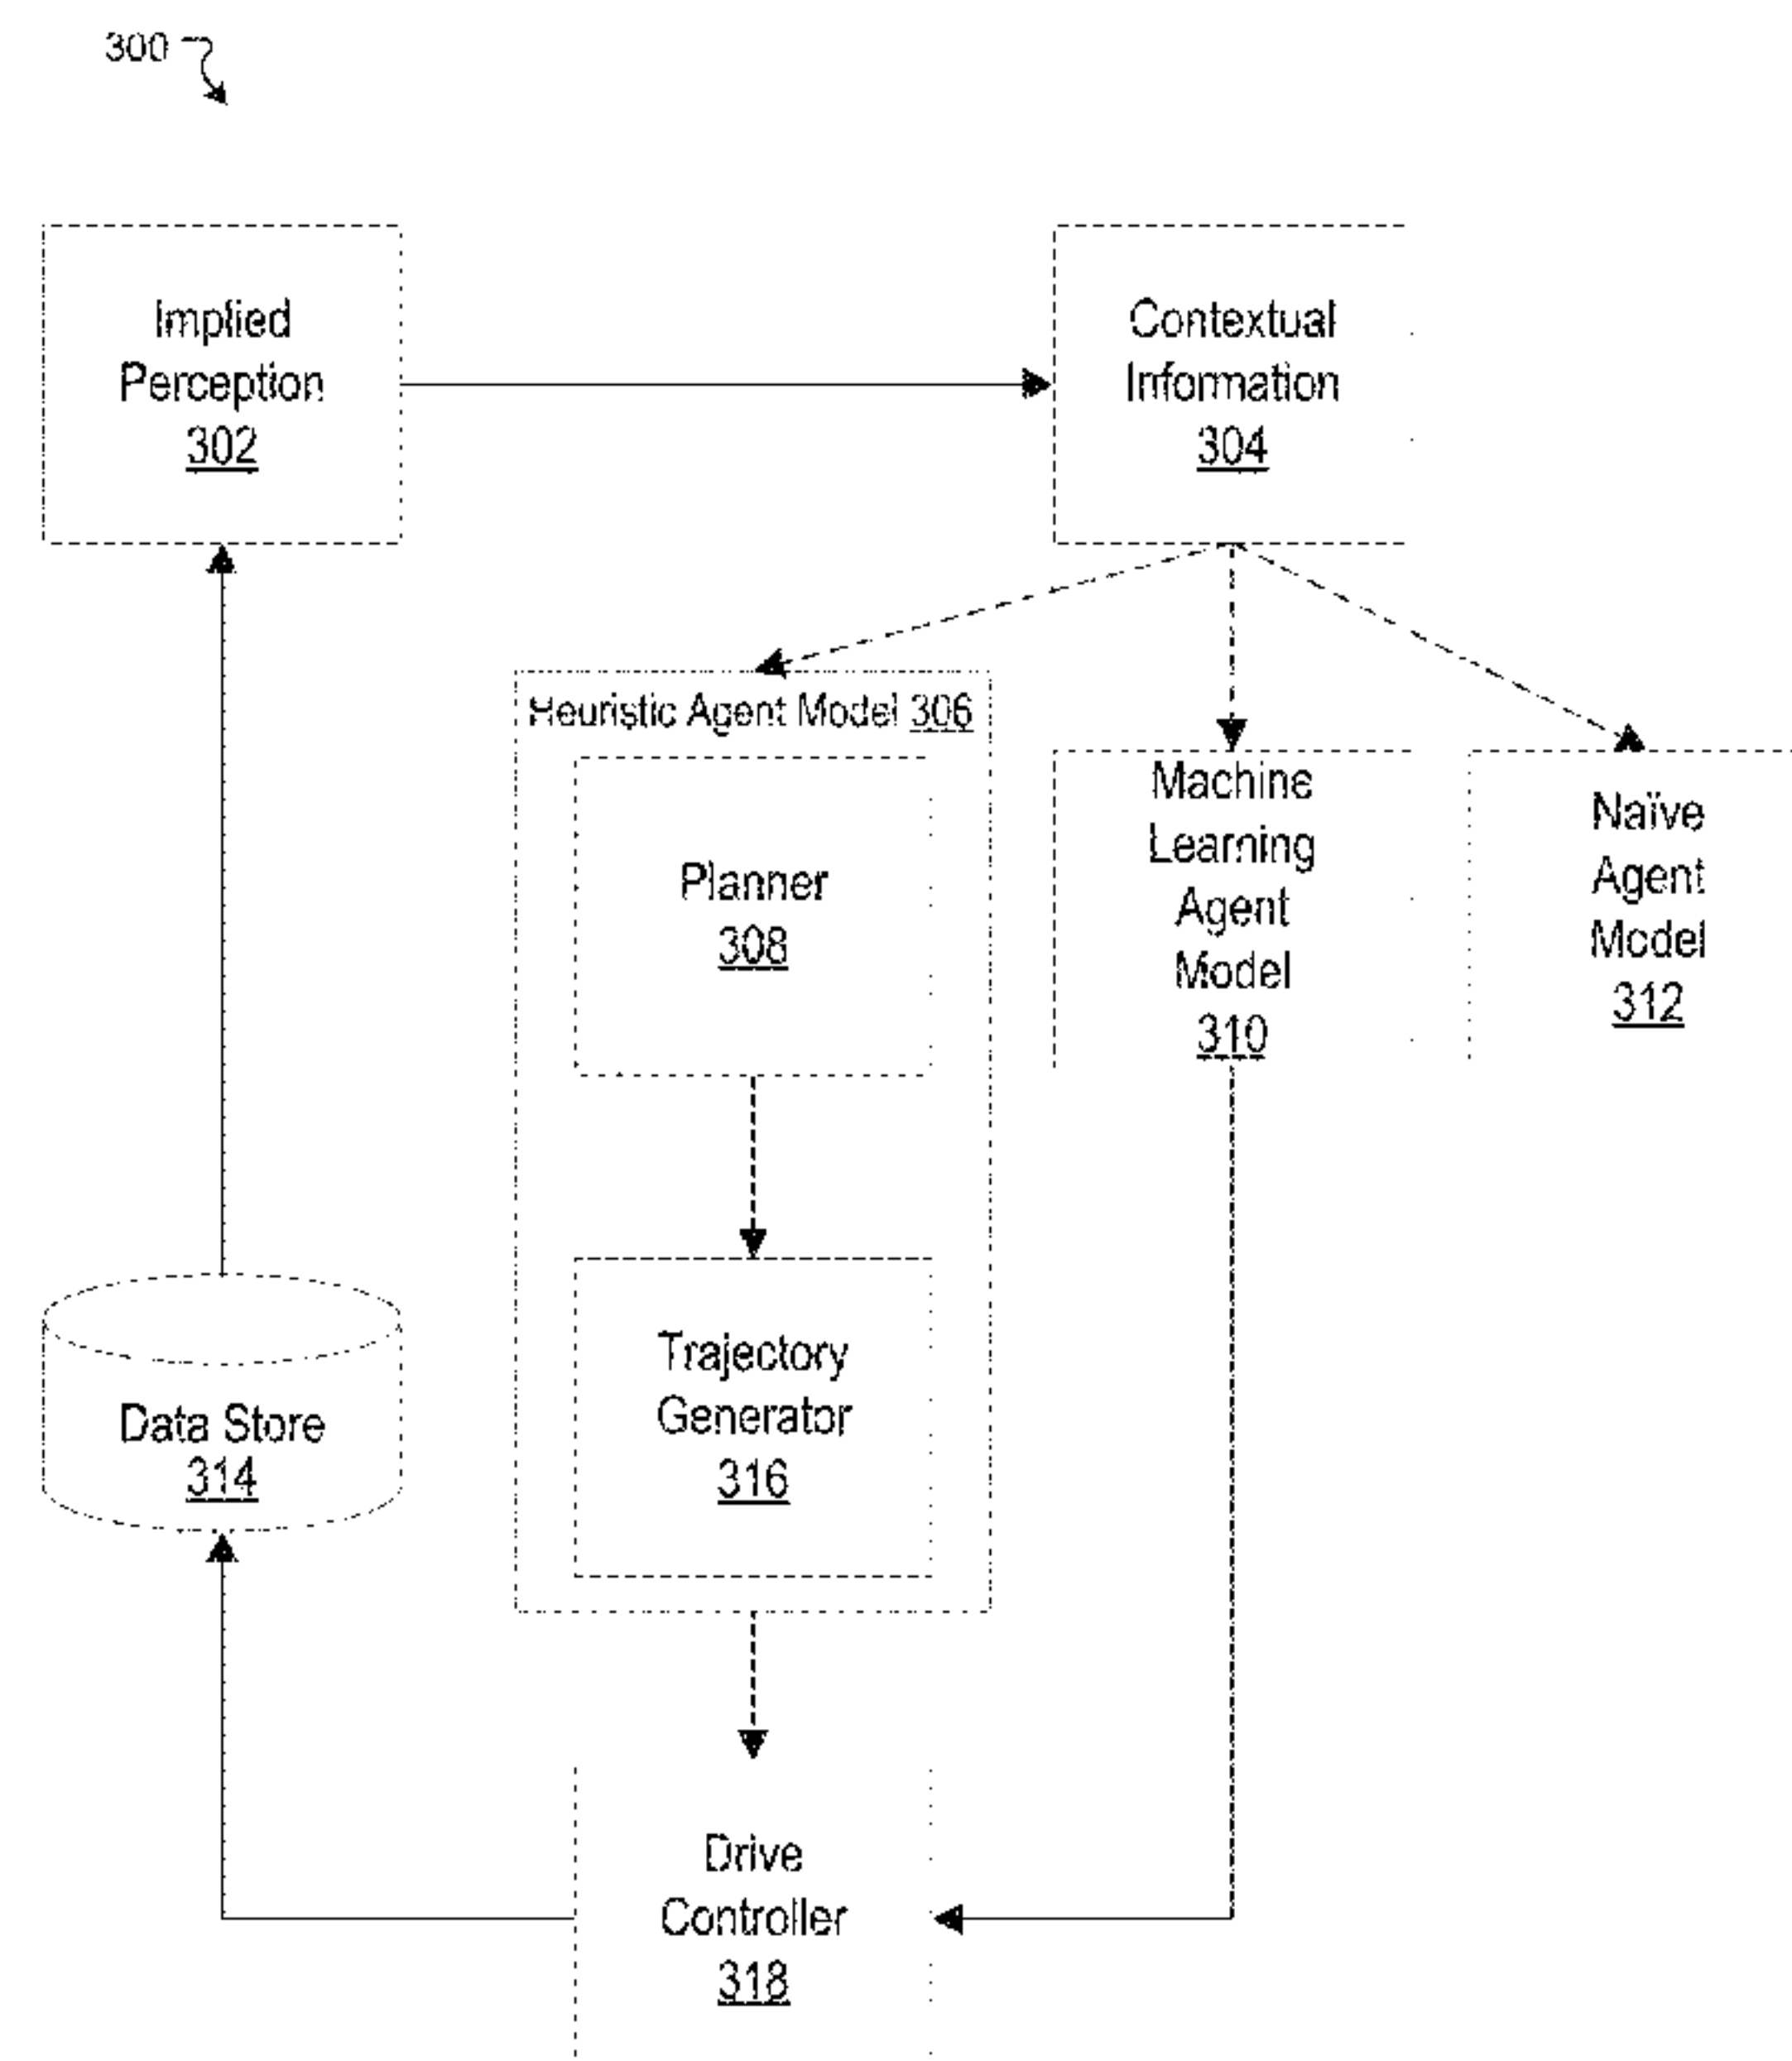 300
Implied
Perception
302
Contextual
Information
304
Heuristic Agent Model 306
Planner
308
Machine
Learning
Agent
Model
310
Naïve
Agent
Model
312
Trajectory
Generator
316
Data Store
314
Drive
Controller
318